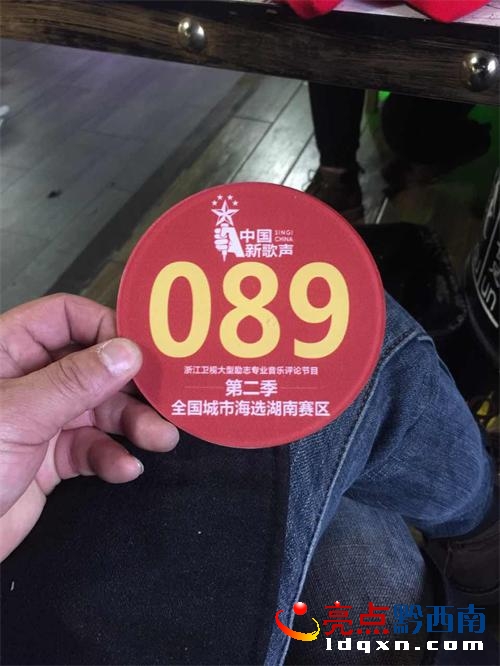 中国
新歌声
SING!
CHINA
089
浙江卫视大型励志专业音乐评论节目
第二季
全国城市海选湖南赛区
亮点黔西南
ldqxn.com